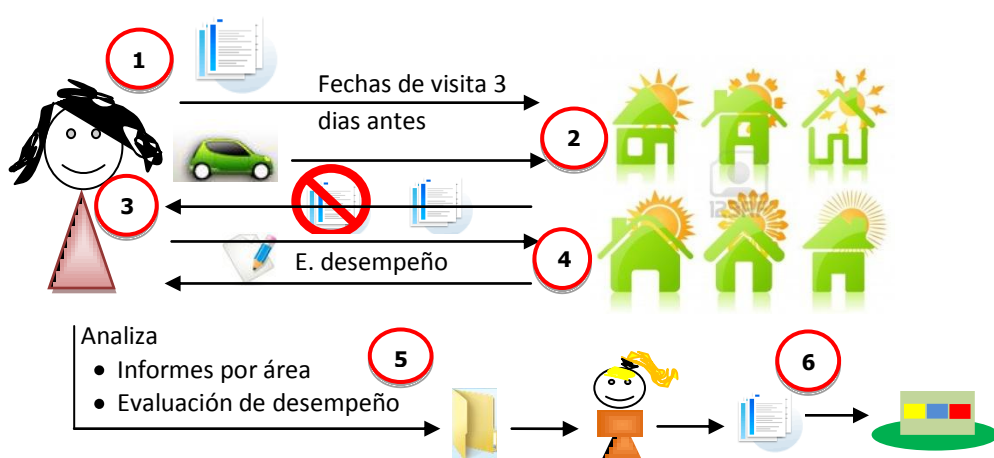 1
Fechas de visita 3
dias antes
2
3
E. desempeño
4
Analiza
• Informes por área
• Evaluación de desempeño
5
6